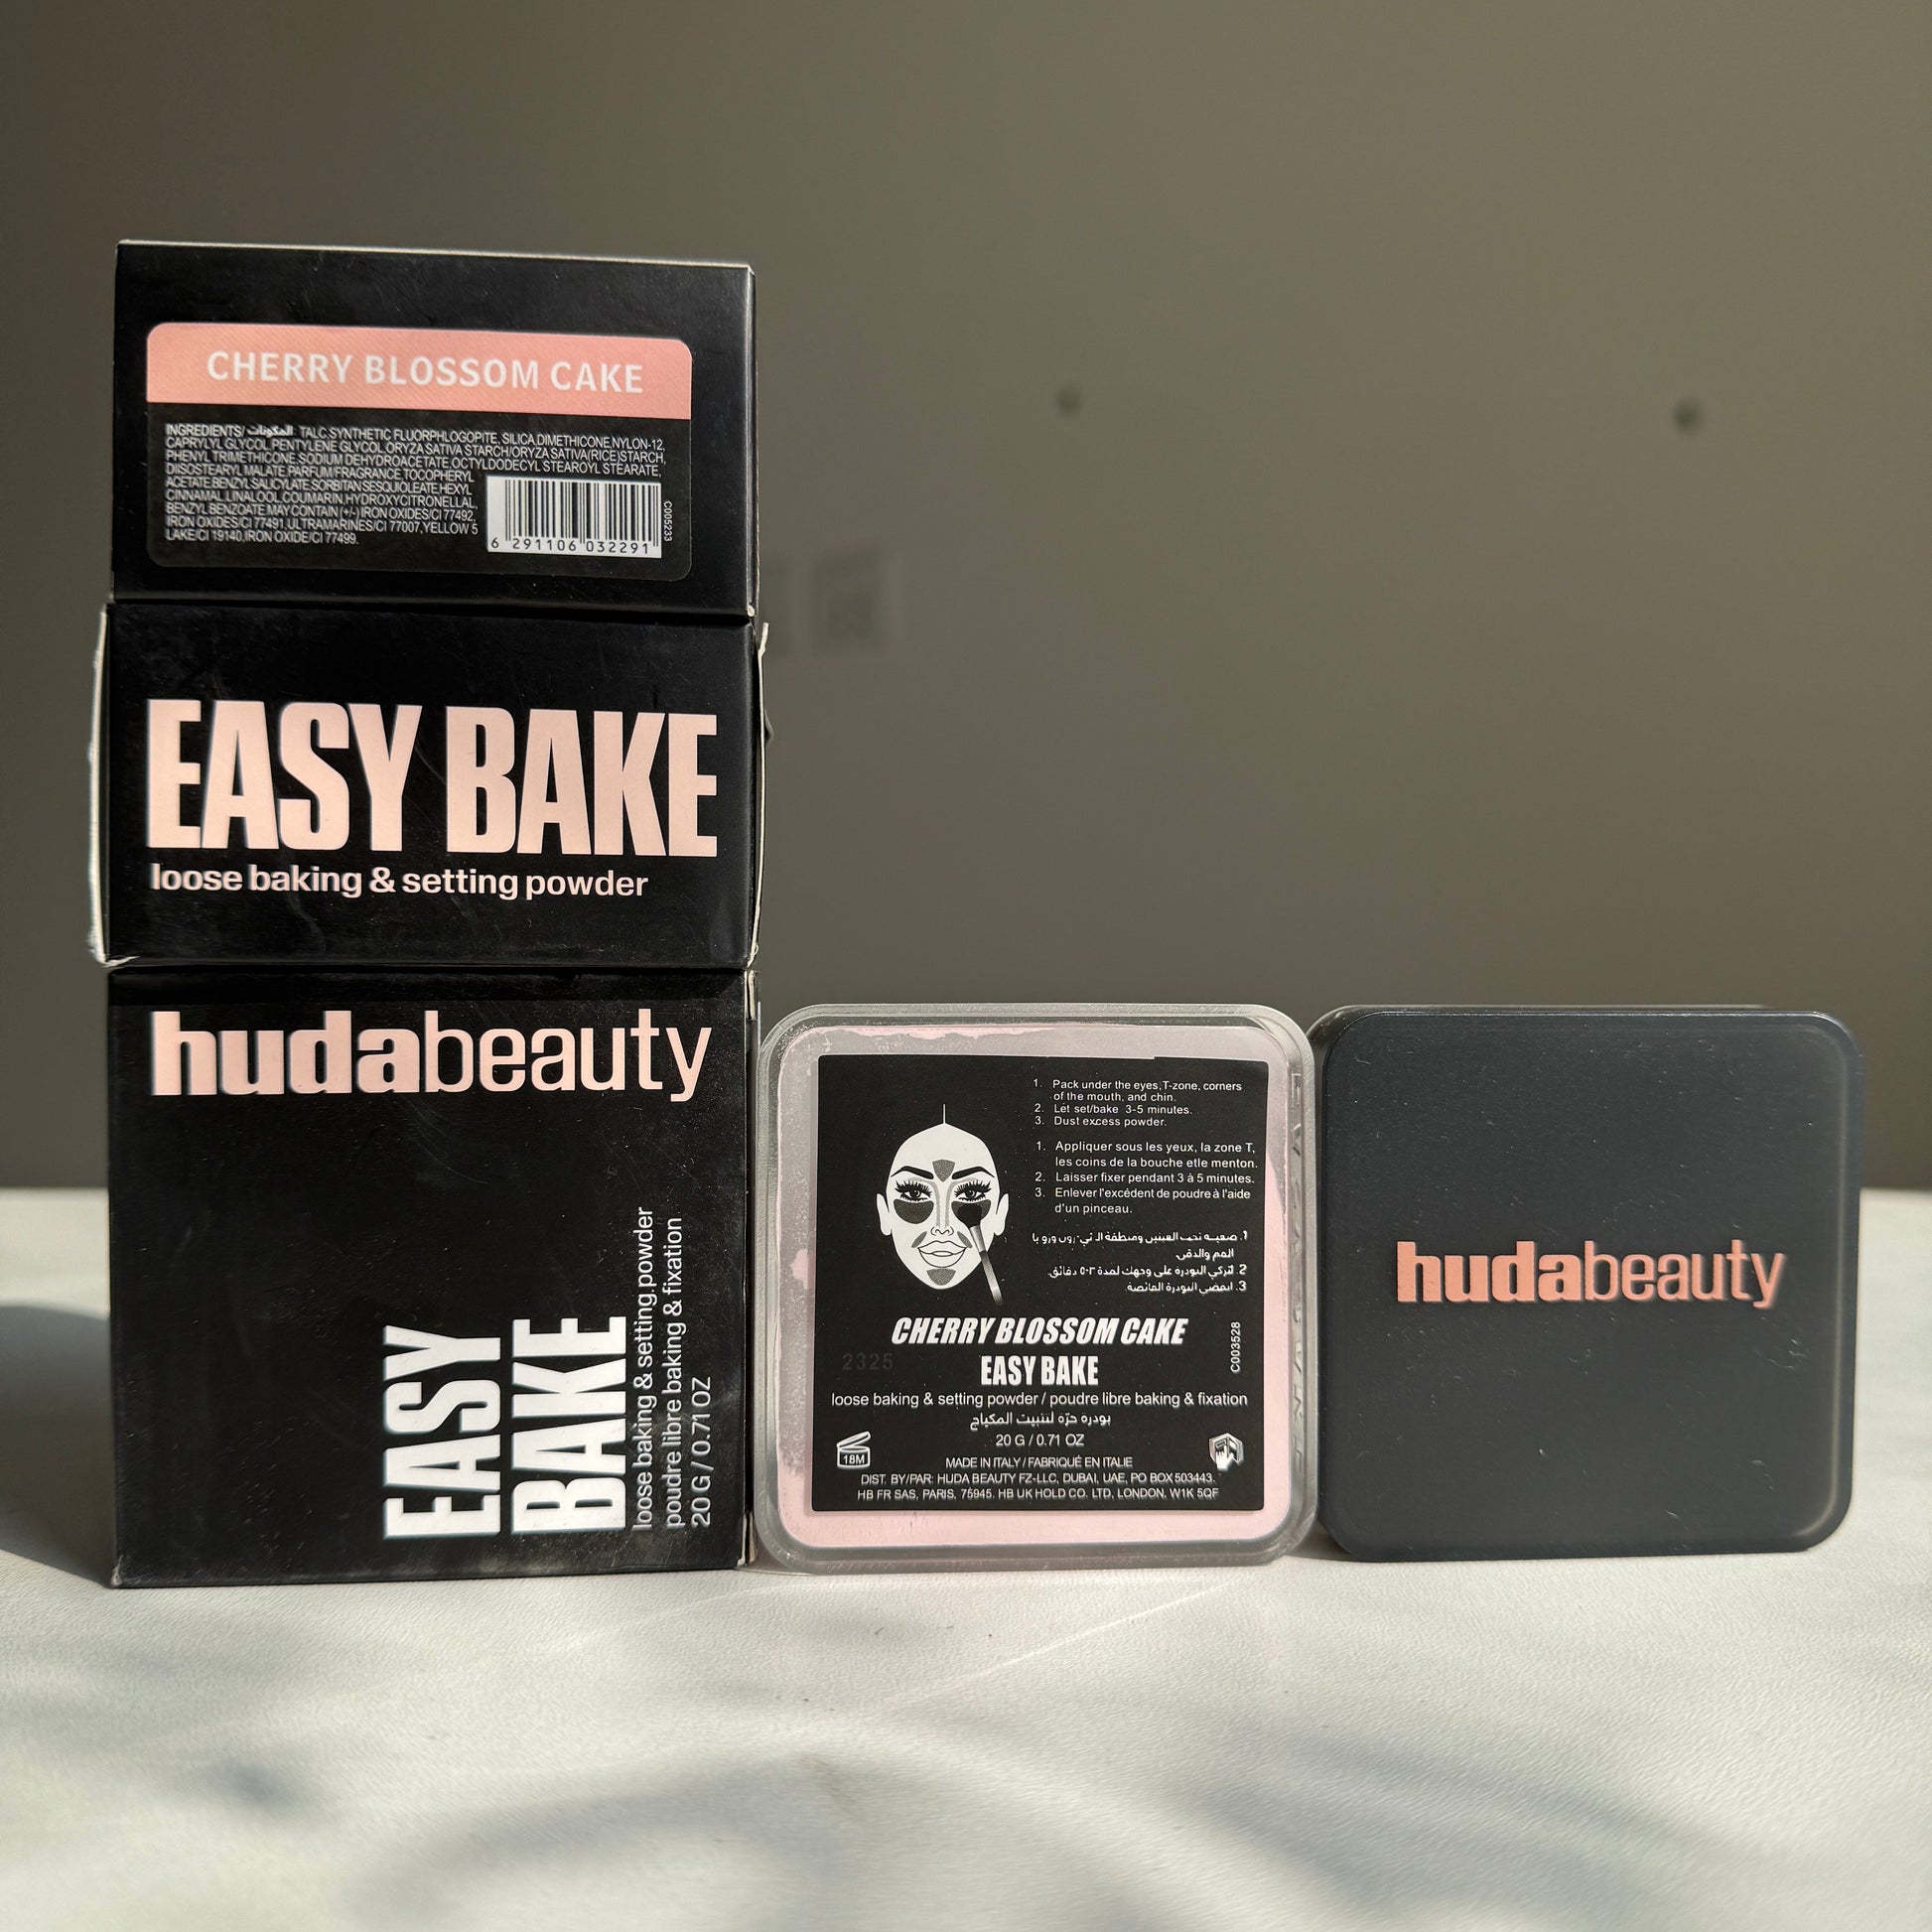 CHERRY BLOSSOM CAKE
INGREDIENTS/ المكونات: TALC,SYNTHETIC FLUORPHLOGOPITE, SILICA,DIMETHICONE,NYLON-12,
CAPRYLYL GLYCOL,PENTYLENE GLYCOL,ORYZA SATIVA STARCH/ORYZA SATIVA(RICE)STARCH,
PHENYL TRIMETHICONE,SODIUM DEHYDROACETATE,OCTYLDODECYL STEAROYL STEARATE,
DIISOSTEARYL MALATE,PARFUM/FRAGRANCE,TOCOPHERYL
ACETATE,BENZYL SALICYLATE,SORBITAN SESQUIOLEATE,HEXYL
CINNAMAL,LINALOOL,COUMARIN,HYDROXYCITRONELLAL,
BENZYL BENZOATE,MAY CONTAIN (+/-) IRON OXIDES/CI 77492,
IRON OXIDES/CI 77491,ULTRAMARINES/CI 77007,YELLOW 5
LAKE/CI 19140,IRON OXIDE/CI 77499.
6 291106 032291
C005233
EASY BAKE
loose baking & setting powder
hudabeauty
EASY
BAKE
loose baking & setting powder
poudre libre baking & fixation
20 G / 0.71 OZ
1. Pack under the eyes,T-zone, corners
of the mouth, and chin.
2. Let set/bake 3-5 minutes.
3. Dust excess powder.
1. Appliquer sous les yeux, la zone T,
les coins de la bouche etle menton.
2. Laisser fixer pendant 3 à 5 minutes.
3. Enlever l'excédent de poudre à l'aide
d'un pinceau.
CHERRY BLOSSOM CAKE
2325
EASY BAKE
C003528
loose baking & setting powder / poudre libre baking & fixation
بودرة حرّة لتثبيت المكياج
20 G / 0.71 OZ
18M
MADE IN ITALY / FABRIQUÉ EN ITALIE
DIST. BY/PAR: HUDA BEAUTY FZ-LLC, DUBAI, UAE, PO BOX 503443.
HB FR SAS, PARIS, 75945. HB UK HOLD CO. LTD, LONDON, W1K 5QF
hudabeauty